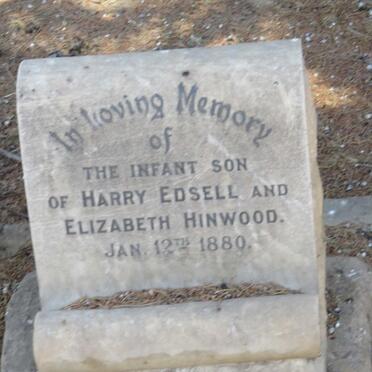 In Loving Memory
of
THE INFANT SON
OF HARRY EDSELL AND
ELIZABETH HINWOOD.
JAN. 12TH 1880.